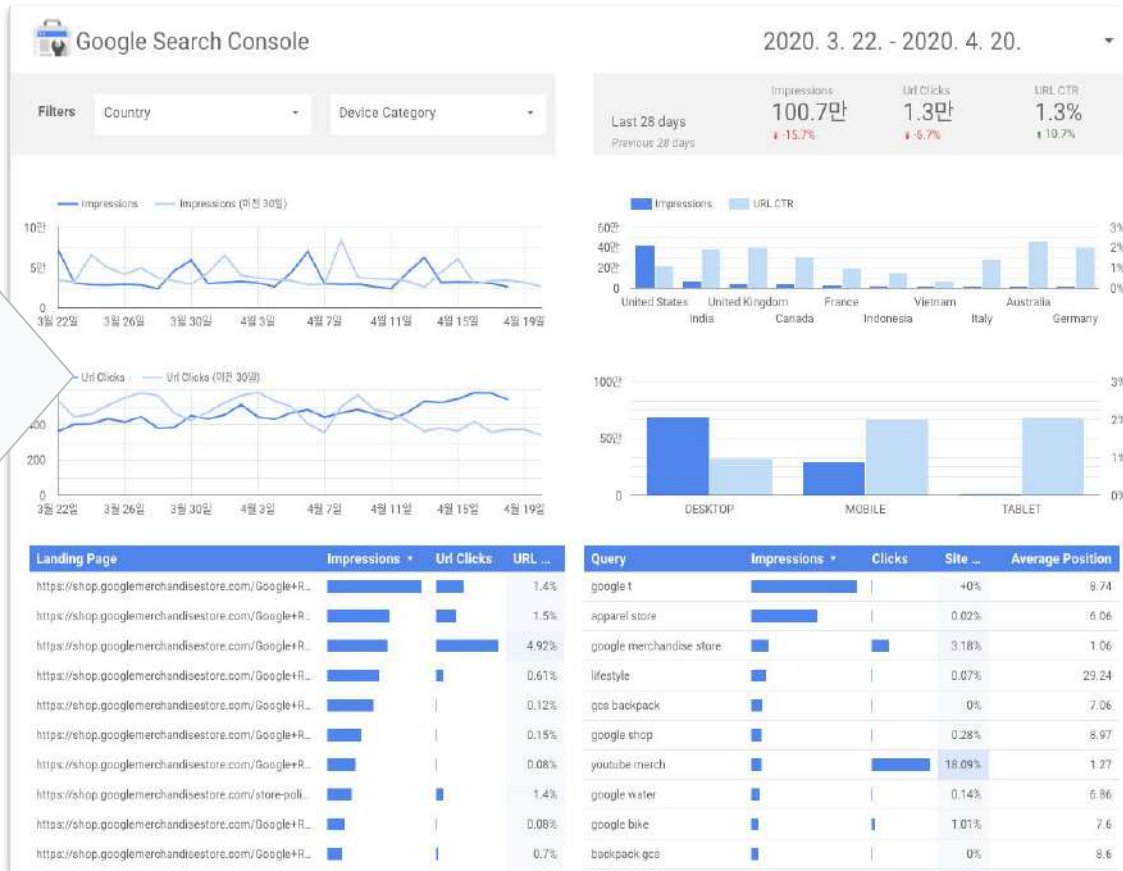 Google Search Console
2020. 3. 22. - 2020. 4. 20.
Filters
Country
Device Category
Last 28 days
Previous 28 days
Impressions
100.7만
-15.7%
Url Clicks
1.3만
-6.7%
URL CTR
1.3%
10.7%
Impressions
Impressions (이전 30일)
10만
5만
0
3월 22일 3월 26일 3월 30일 4월 3일 4월 7일 4월 11일 4월 15일 4월 19일
Impressions
URL CTR
60만
40만
20만
0
3%
2%
1%
0%
United States United Kingdom France Vietnam Australia
India Canada Indonesia Italy Germany
Url Clicks
Url Clicks (이전 30일)
200
0
3월 22일 3월 26일 3월 30일 4월 3일 4월 7일 4월 11일 4월 15일 4월 19일
100만
50만
0
3%
2%
1%
0%
DESKTOP MOBILE TABLET
Landing Page Impressions Url Clicks URL ...
https://shop.googlemerchandisestore.com/Google+R... 1.4%
https://shop.googlemerchandisestore.com/Google+R... 1.5%
https://shop.googlemerchandisestore.com/Google+R... 4.92%
https://shop.googlemerchandisestore.com/Google+R... 0.61%
https://shop.googlemerchandisestore.com/Google+R... 0.12%
https://shop.googlemerchandisestore.com/Google+R... 0.15%
https://shop.googlemerchandisestore.com/Google+R... 0.08%
https://shop.googlemerchandisestore.com/store-poli... 1.4%
https://shop.googlemerchandisestore.com/Google+R... 0.08%
https://shop.googlemerchandisestore.com/Google+R... 0.7%
Query Impressions Clicks Site ... Average Position
google t +0% 8.74
apparel store 0.02% 6.06
google merchandise store 3.18% 1.06
lifestyle 0.07% 29.24
gcs backpack 0% 7.06
google shop 0.28% 8.97
youtube merch 18.09% 1.27
google water 0.14% 6.86
google bike 1.01% 7.6
backpack gcs 0% 8.6